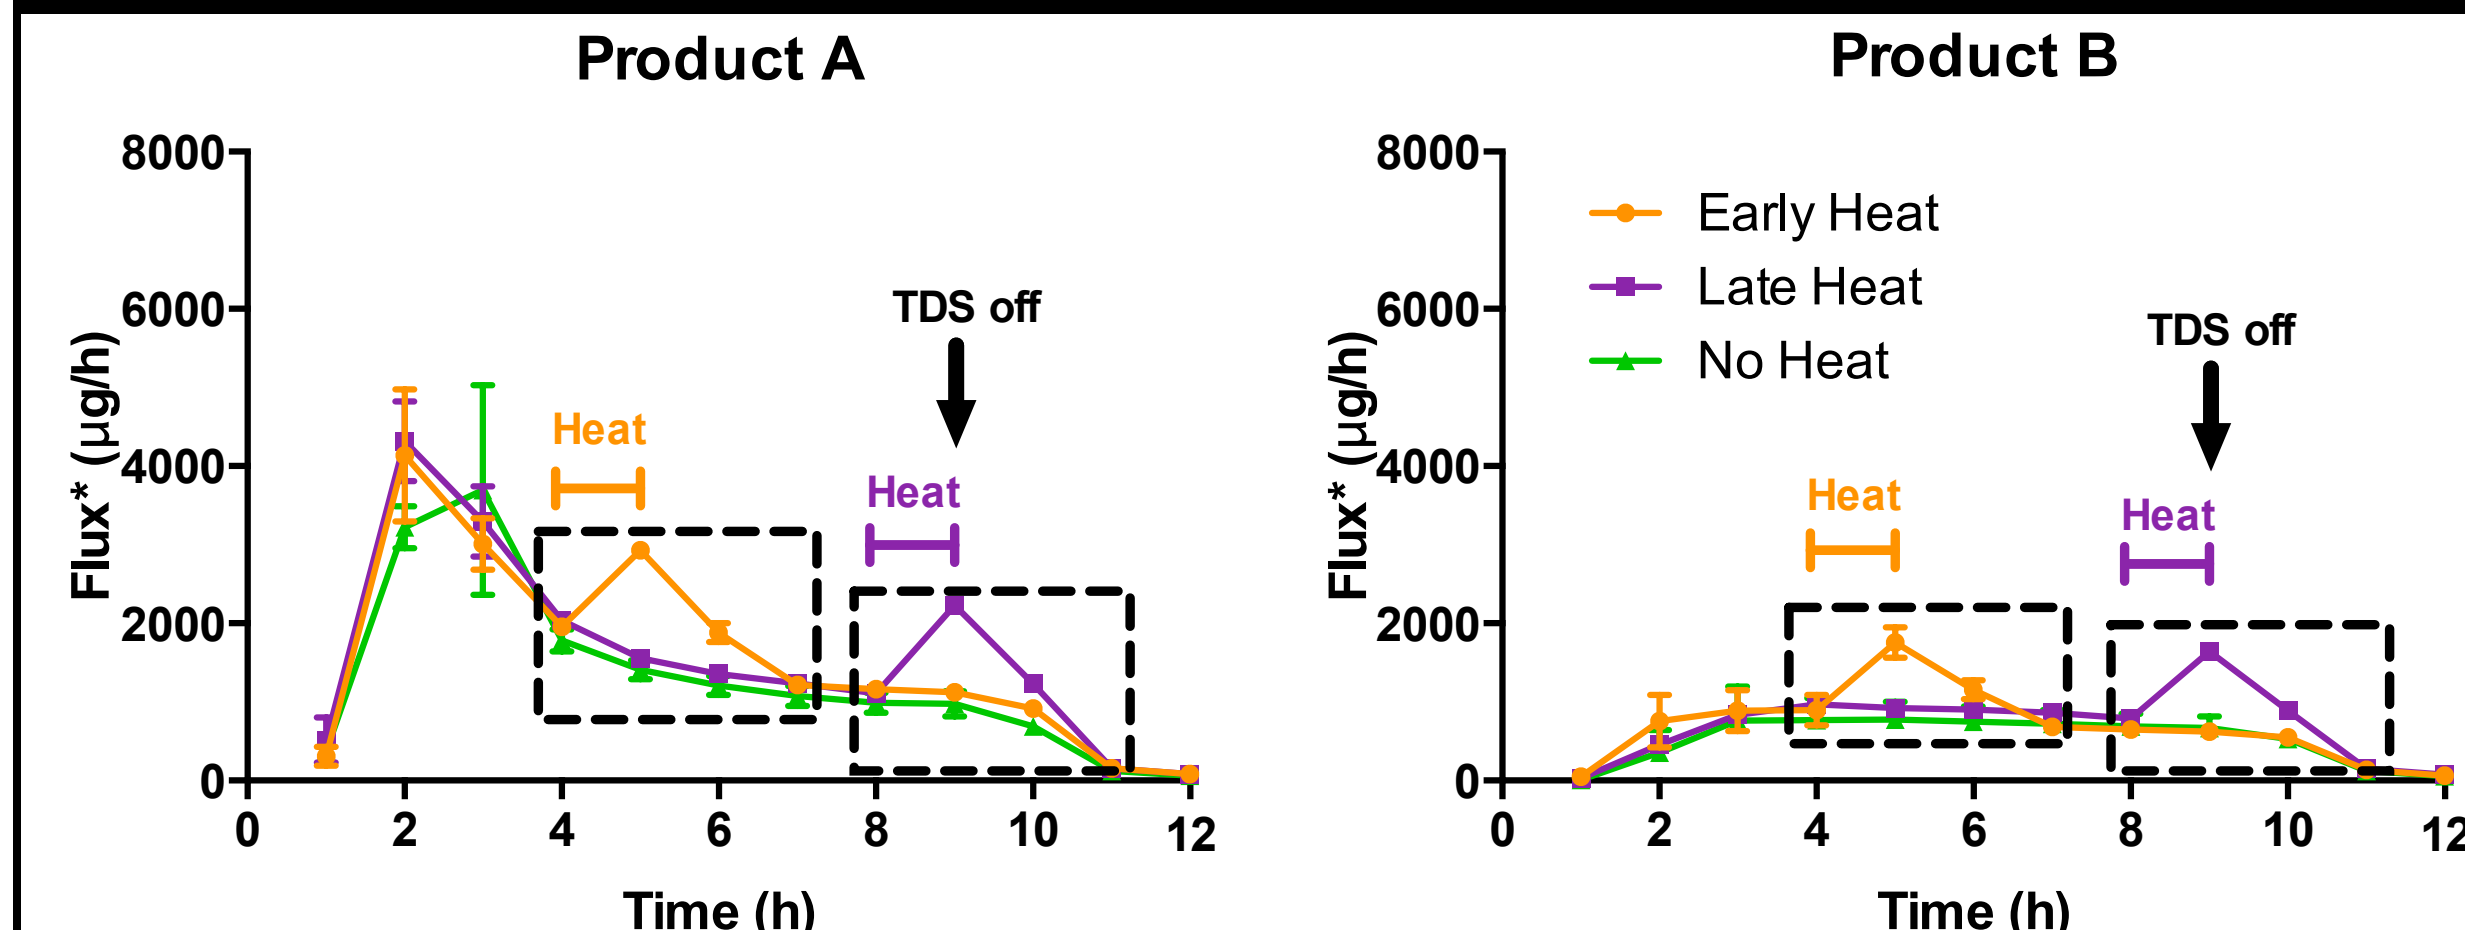 Product A
8000
6000
4000
2000
0
Flux* (µg/h)
TDS off
Heat
Heat
0 2 4 6 8 10 12
Time (h)
Product B
8000
6000
4000
2000
0
Flux* (µg/h)
Early Heat
Late Heat
No Heat
TDS off
Heat
Heat
0 2 4 6 8 10 12
Time (h)